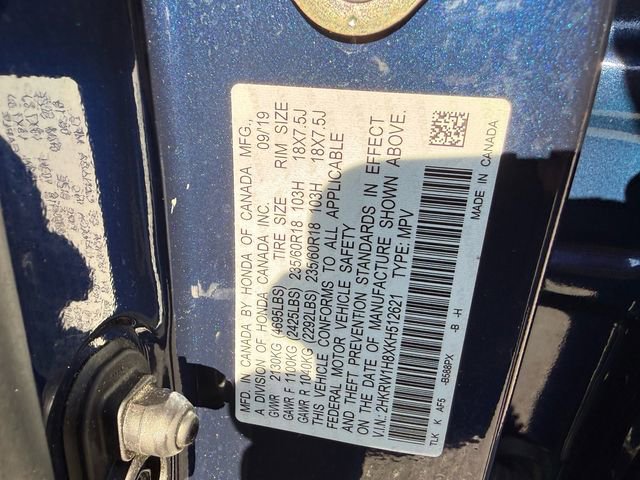 MFD. IN CANADA BY HONDA OF CANADA MFG.,
A DIVISION OF HONDA CANADA INC. 09/19
GVWR 2130KG (4695LBS) TIRE SIZE RIM SIZE
GAWR F 1100KG (2425LBS) 235/60R18 103H 18X7.5J
GAWR R 1040KG (2292LBS) 235/60R18 103H 18X7.5J
THIS VEHICLE CONFORMS TO ALL APPLICABLE
FEDERAL MOTOR VEHICLE SAFETY
AND THEFT PREVENTION STANDARDS IN EFFECT
ON THE DATE OF MANUFACTURE SHOWN ABOVE.
V.I.N: 2HKRW1H8XKH512621 TYPE: MPV
-B588PX
TLK K AF5 -B -H MADE IN CANADA